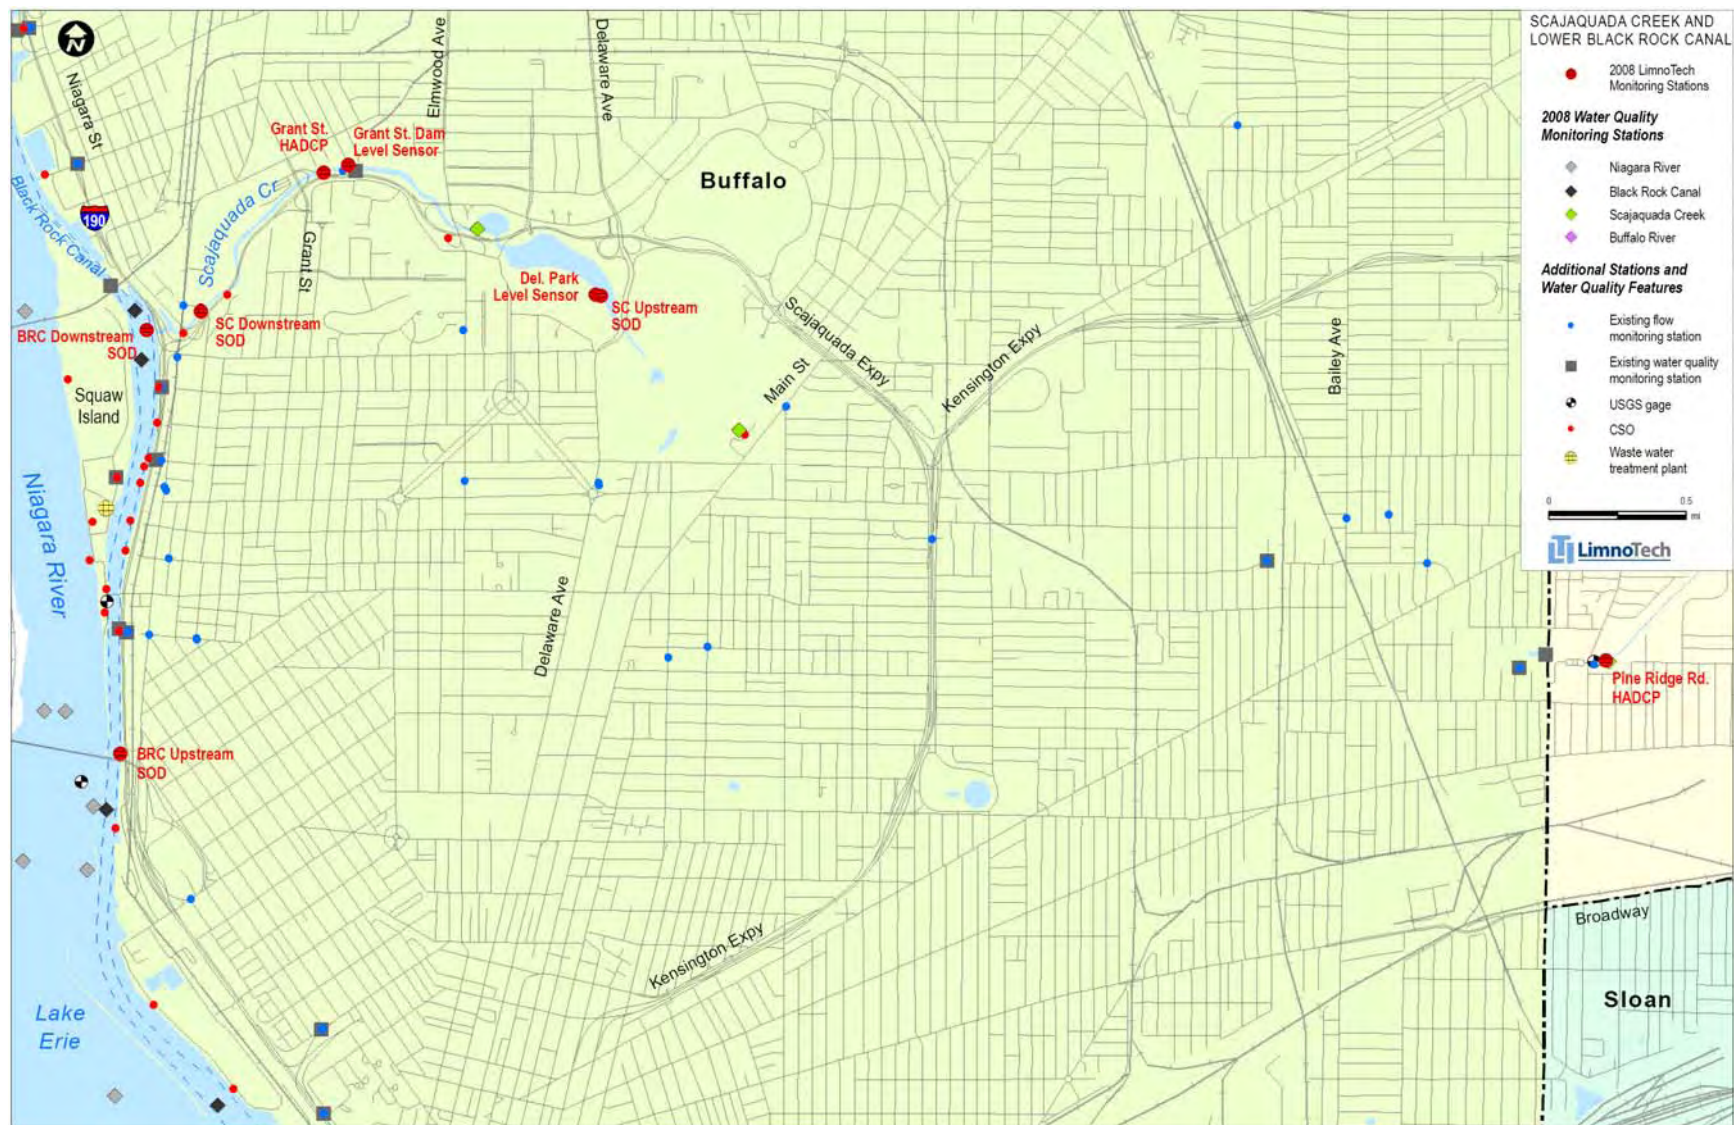 SCAJAQUADA CREEK AND
LOWER BLACK ROCK CANAL
2008 LimnoTech
Monitoring Stations
2008 Water Quality
Monitoring Stations
Niagara River
Black Rock Canal
Scajaquada Creek
Buffalo River
Additional Stations and
Water Quality Features
Existing flow
monitoring station
Existing water quality
monitoring station
USGS gage
CSO
Waste water
treatment plant
0 0.5
mi
LimnoTech
N
Niagara St
Elmwood Ave
Delaware Ave
Grant St.
HADCP
Grant St. Dam
Level Sensor
Buffalo
Black Rock Canal
190
Scajaquada Cr
Grant St
Del. Park
Level Sensor
SC Upstream
SOD
SC Downstream
SOD
BRC Downstream
SOD
Scajaquada Expy
Main St
Kensington Expy
Bailey Ave
Squaw
Island
Niagara River
Delaware Ave
Pine Ridge Rd.
HADCP
BRC Upstream
SOD
Broadway
Kensington Expy
Sloan
Lake
Erie